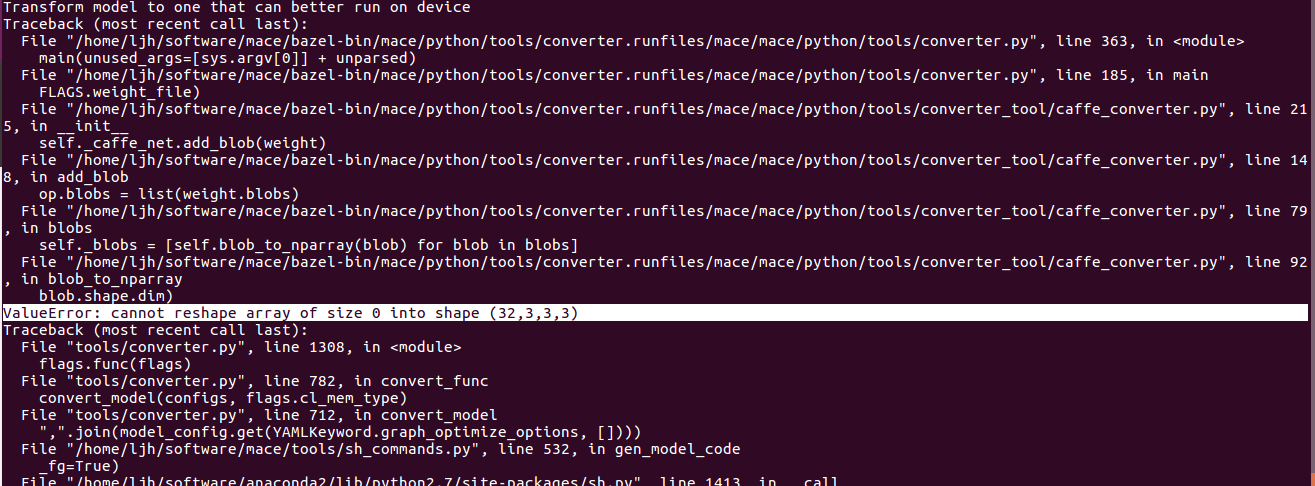 Transform model to one that can better run on device
Traceback (most recent call last):
  File "/home/ljh/software/mace/bazel-bin/mace/python/tools/converter.runfiles/mace/mace/python/tools/converter.py", line 363, in <module>
    main(unused_args=[sys.argv[0]] + unparsed)
  File "/home/ljh/software/mace/bazel-bin/mace/python/tools/converter.runfiles/mace/mace/python/tools/converter.py", line 185, in main
    FLAGS.weight_file)
  File "/home/ljh/software/mace/bazel-bin/mace/python/tools/converter.runfiles/mace/mace/python/tools/converter_tool/caffe_converter.py", line 21
5, in __init__
    self._caffe_net.add_blob(weight)
  File "/home/ljh/software/mace/bazel-bin/mace/python/tools/converter.runfiles/mace/mace/python/tools/converter_tool/caffe_converter.py", line 14
8, in add_blob
    op.blobs = list(weight.blobs)
  File "/home/ljh/software/mace/bazel-bin/mace/python/tools/converter.runfiles/mace/mace/python/tools/converter_tool/caffe_converter.py", line 79
, in blobs
    self._blobs = [self.blob_to_nparray(blob) for blob in blobs]
  File "/home/ljh/software/mace/bazel-bin/mace/python/tools/converter.runfiles/mace/mace/python/tools/converter_tool/caffe_converter.py", line 92
, in blob_to_nparray
    blob.shape.dim)
ValueError: cannot reshape array of size 0 into shape (32,3,3,3)
Traceback (most recent call last):
  File "tools/converter.py", line 1308, in <module>
    flags.func(flags)
  File "tools/converter.py", line 782, in convert_func
    convert_model(configs, flags.cl_mem_type)
  File "tools/converter.py", line 712, in convert_model
    ",".join(model_config.get(YAMLKeyword.graph_optimize_options, [])))
  File "/home/ljh/software/mace/tools/sh_commands.py", line 532, in gen_model_code
    _fg=True)
  File "/home/ljh/software/anaconda2/lib/python2.7/site-packages/sh.py", line 1413, in __call__